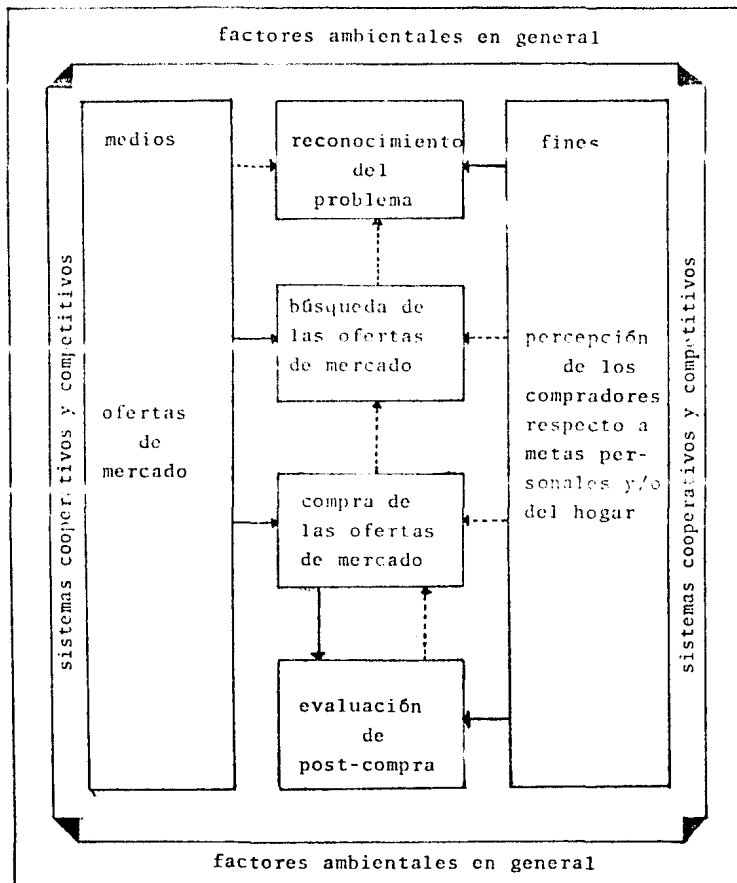 factores ambientales en general
sistemas cooperativos y competitivos
medios
ofertas
de
mercado
reconocimiento
del
problema
búsqueda de
las ofertas
de mercado
compra de
las ofertas
de mercado
evaluación
de
post-compra
fines
percepción
de los
compradores
respecto a
metas per-
sonales y/o
del hogar
sistemas cooperativos y competitivos
factores ambientales en general